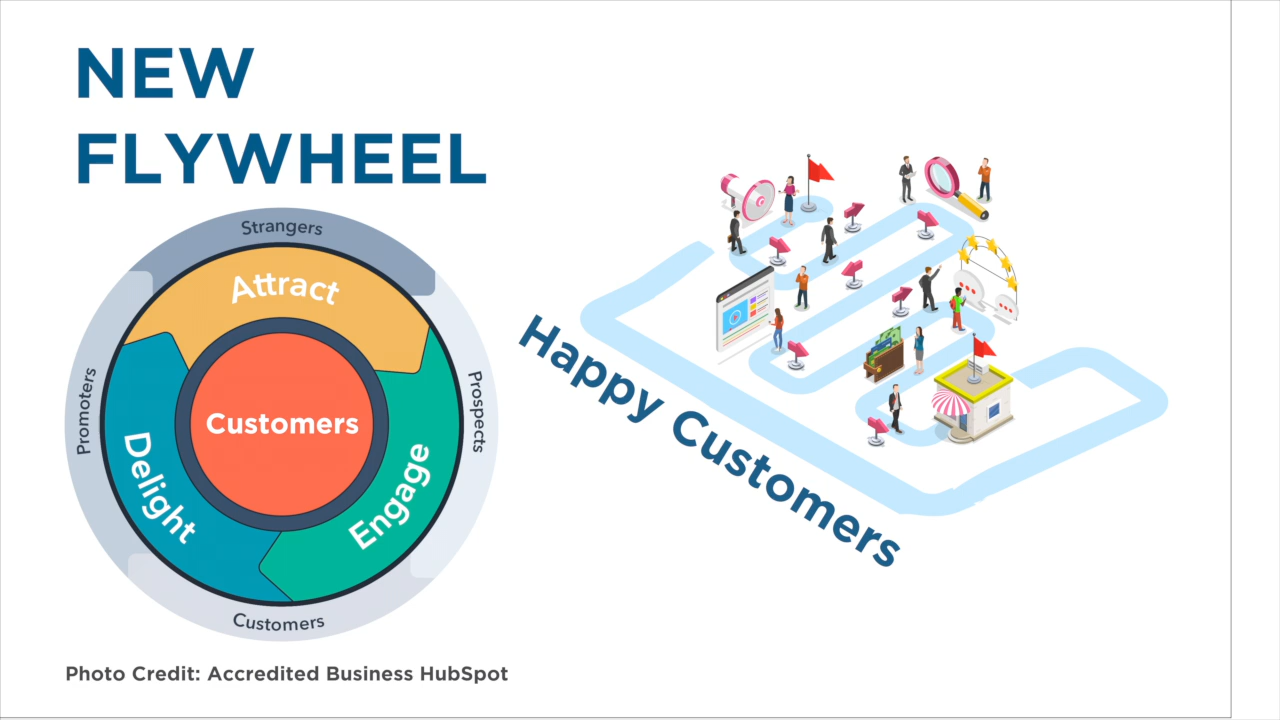 NEW
FLYWHEEL
Strangers
Attract
Promoters
Prospects
Customers
Delight
Engage
Customers
Happy Customers
Photo Credit: Accredited Business HubSpot